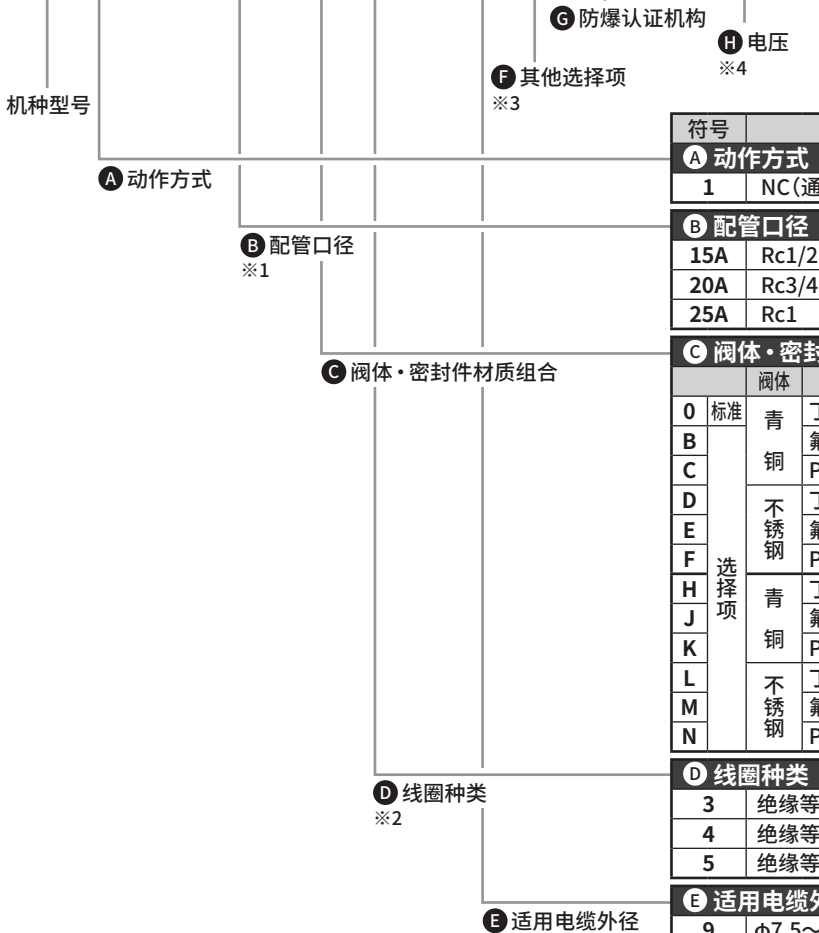 G 防爆认证机构
H 电压
※4
F 其他选择项
※3
机种型号
A 动作方式
B 配管口径
※1
C 阀体・密封件材质组合
D 线圈种类
※2
E 适用电缆外径
符号
A 动作方式
1 NC(通
B 配管口径
15A Rc1/2
20A Rc3/4
25A Rc1
C 阀体・密封
阀体
0 标准 青铜
B 选择项
C P
D 不锈钢
E
F P
H 青铜
J
K P
L 不锈钢
M
N P
D 线圈种类
3 绝缘等
4 绝缘等
5 绝缘等
E 适用电缆外
9 φ7.5～